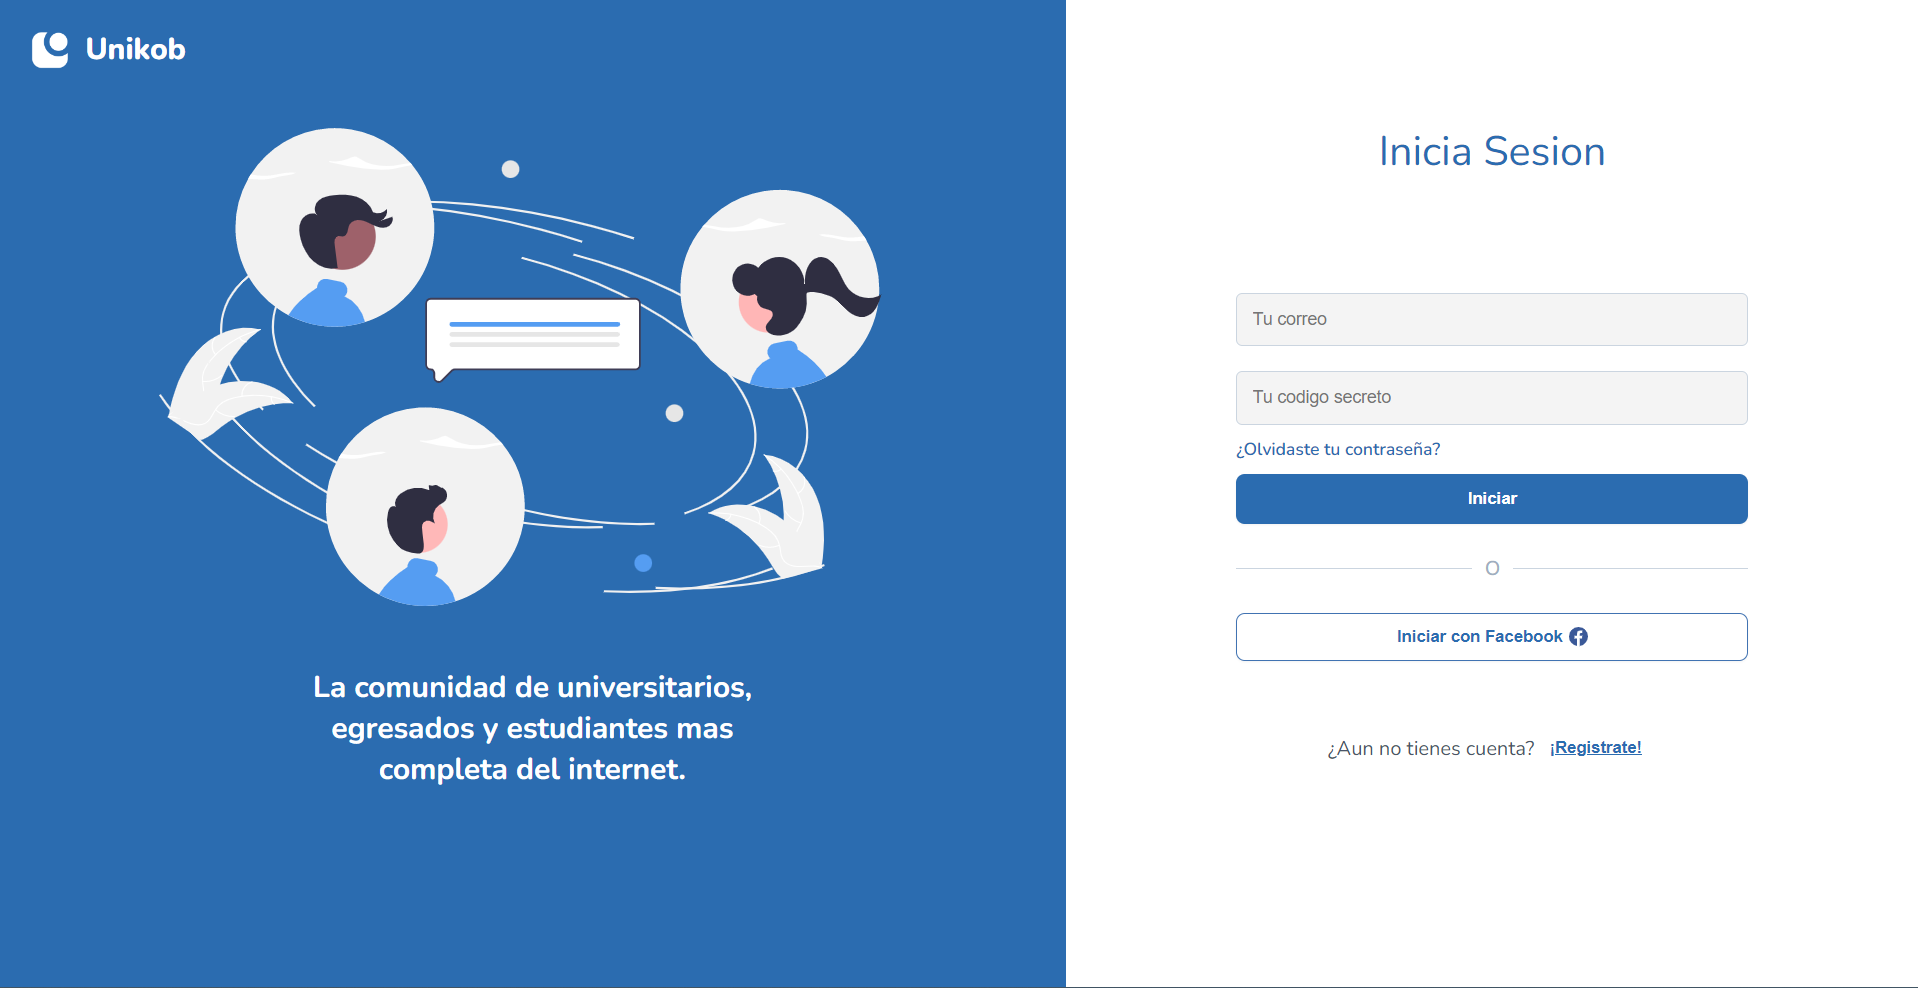 Unikob
La comunidad de universitarios,
egresados y estudiantes mas
completa del internet.
Inicia Sesion
Tu correo
Tu codigo secreto
¿Olvidaste tu contraseña?
Iniciar
O
Iniciar con Facebook
¿Aun no tienes cuenta? ¡Registrate!